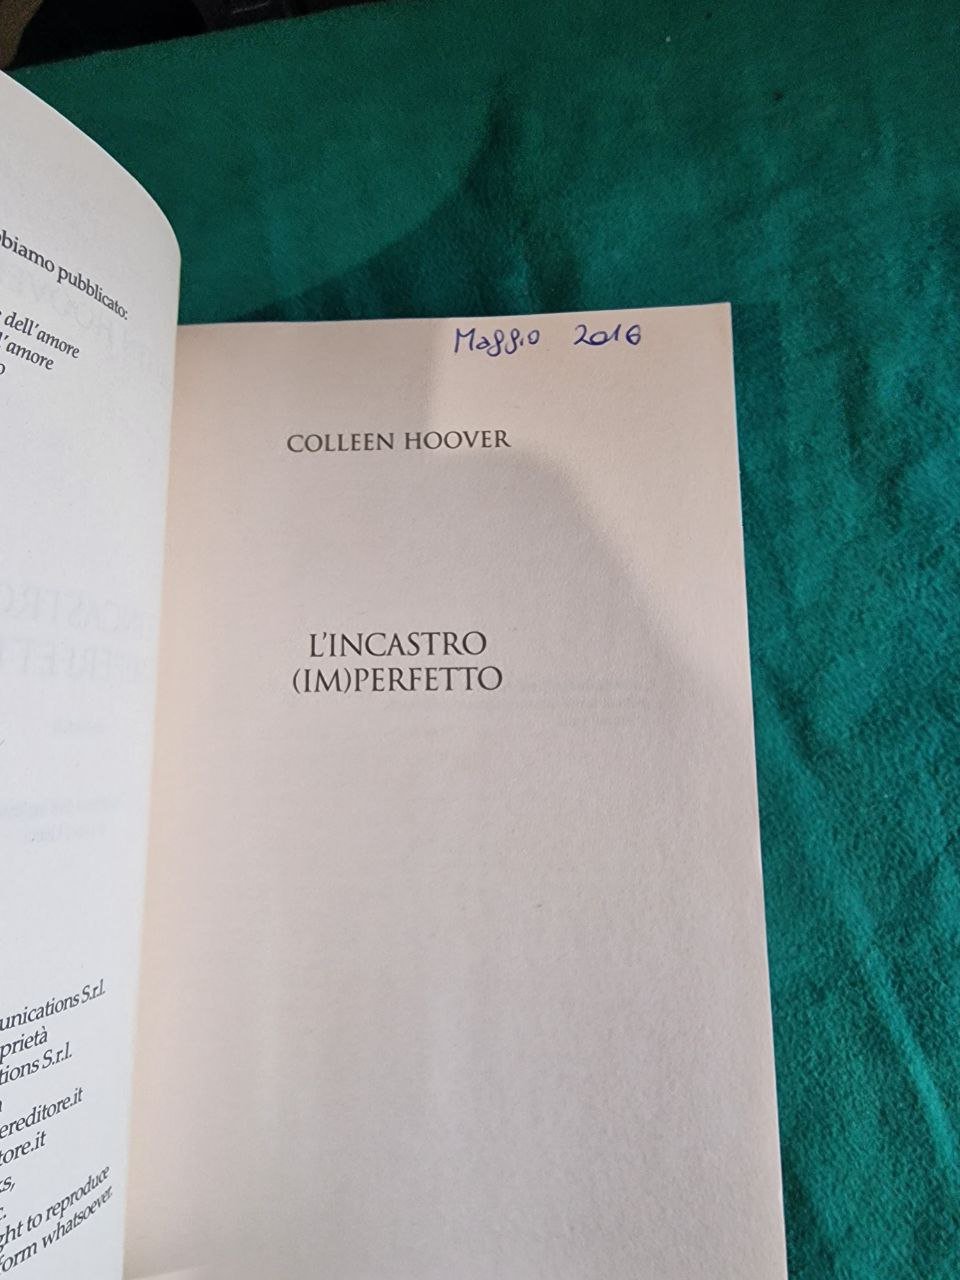 biamo pubblicato:
dell'amore
l'amore
unications S.r.l.
prietà
tions S.r.l.
ereditore.it
tore.it
ks,
c.
ght to reproduce
form whatsoever.
Maggio 2016
COLLEEN HOOVER
L'INCASTRO
(IM)PERFETTO